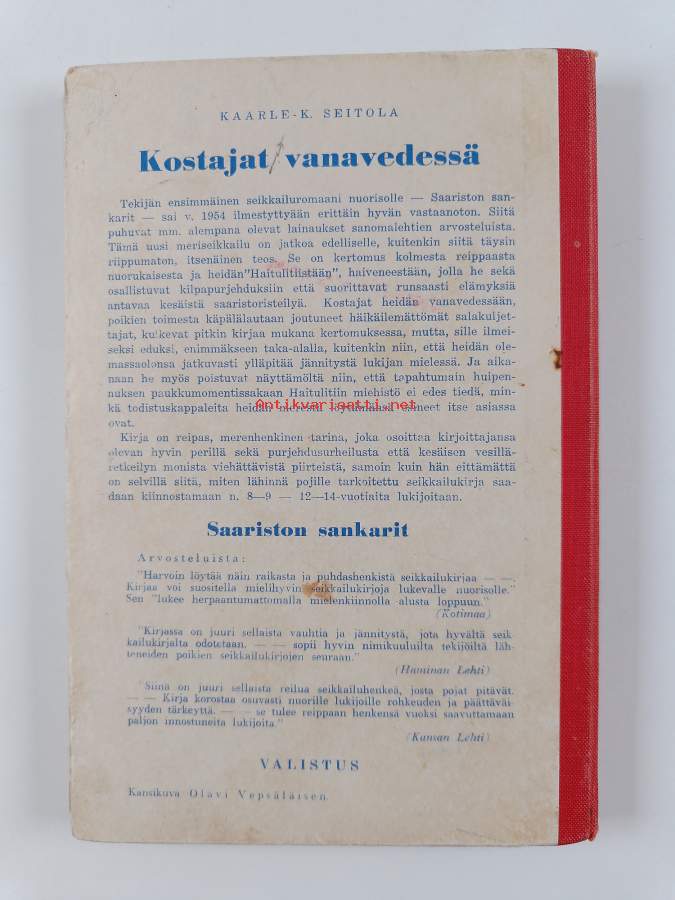 KAARLE-K. SEITOLA
Kostajat vanavedessä
Tekijän ensimmäinen seikkailuromaani nuorisolle — Saariston san-
karit — sai v. 1954 ilmestyttyään erittäin hyvän vastaanoton. Siitä
puhuvat mm. alempana olevat lainaukset sanomalehtien arvosteluista.
Tämä uusi meriseikkailu on jatkoa edelliselle, kuitenkin siitä täysin
riippumaton, itsenäinen teos. Se on kertomus kolmesta reippaasta
nuorukaisesta ja heidän "Haitulitiistään", haiveneestään, jolla he sekä
osallistuvat kilpapurjehduksiin että suorittavat runsaasti elämyksiä
antavaa kesäistä saaristoristeilyä. Kostajat heidän vanavedessään,
poikien toimesta käpälälautaan joutuneet häikäilemättömät salakuljet-
tajat, kulkevat pitkin kirjaa mukana kertomuksessa, mutta, sille ilmei-
seksi eduksi, enimmäkseen taka-alalla, kuitenkin niin, että heidän ole-
massaolonsa jatkuvasti ylläpitää jännitystä lukijan mielessä. Ja aika-
naan he myös poistuvat näyttämöltä niin, että tapahtumain huipen-
nuksen paukkumomentissakaan Haitulitiin miehistö ei edes tiedä, min-
kä todistuskappaleita heidän merestä löytämänsä esineet itse asiassa
ovat.
Antikvariaatti.net
Kirja on reipas, merenhenkinen tarina, joka osoittaa kirjoittajansa
olevan hyvin perillä sekä purjehdusurheilusta että kesäisen vesillä-
retkeilyn monista viehättävistä piirteistä, samoin kuin hän eittämättä
on selvillä siitä, miten lähinnä pojille tarkoitettu seikkailukirja saa-
daan kiinnostamaan n. 8—9 — 12—14-vuotiaita lukijoitaan.
Saariston sankarit
Arvosteluista:
"Harvoin löytää näin raikasta ja puhdashenkistä seikkailukirjaa — —.
Kirjaa voi suositella mielihyvin seikkailukirjoja lukevalle nuorisolle."
Sen "lukee herpaantumattomalla mielenkiinnolla alusta loppuun."
(Kotimaa)
"Kirjassa on juuri sellaista vauhtia ja jännitystä, jota hyvältä seik
kailukirjalta odotetaan. — — sopii hyvin nimikuuluilta tekijöiltä läh-
teneiden poikien seikkailukirjojen seuraan."
(Haminan Lehti)
"Siinä on juuri sellaista reilua seikkailuhenkeä, josta pojat pitävät.
— — Kirja korostaa osuvasti nuorille lukijoille rohkeuden ja päättäväi-
syyden tärkeyttä. — — se tulee reippaan henkensä vuoksi saavuttamaan
paljon innostuneita lukijoita."
(Kansan Lehti)
VALISTUS
Kansikuva Olavi Vepsäläisen.